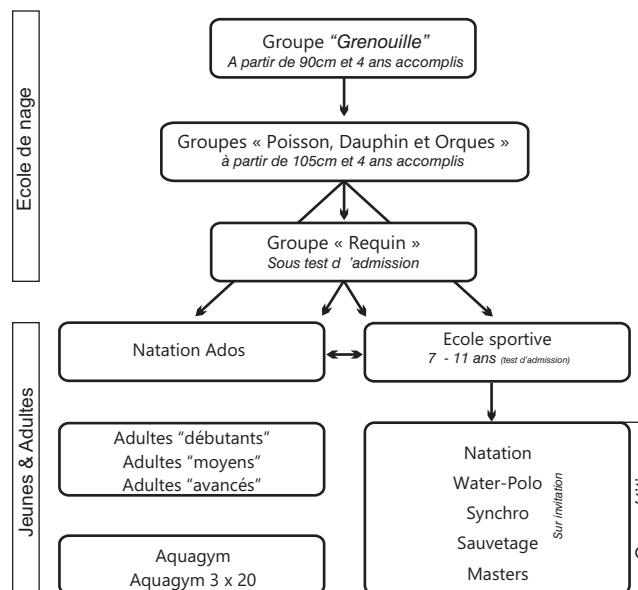 Ecole de nage
Groupe “Grenouille”
A partir de 90cm et 4 ans accomplis
Groupes « Poisson, Dauphin et Orques »
à partir de 105cm et 4 ans accomplis
Groupe « Requin »
Sous test d ’admission
Jeunes & Adultes
Natation Ados
Ecole sportive
7 - 11 ans (test d’admission)
Adultes “débutants”
Adultes “moyens”
Adultes “avancés”
Natation
Water-Polo
Synchro
Sauvetage
Masters
Sur invitation
Aquagym
Aquagym 3 x 20